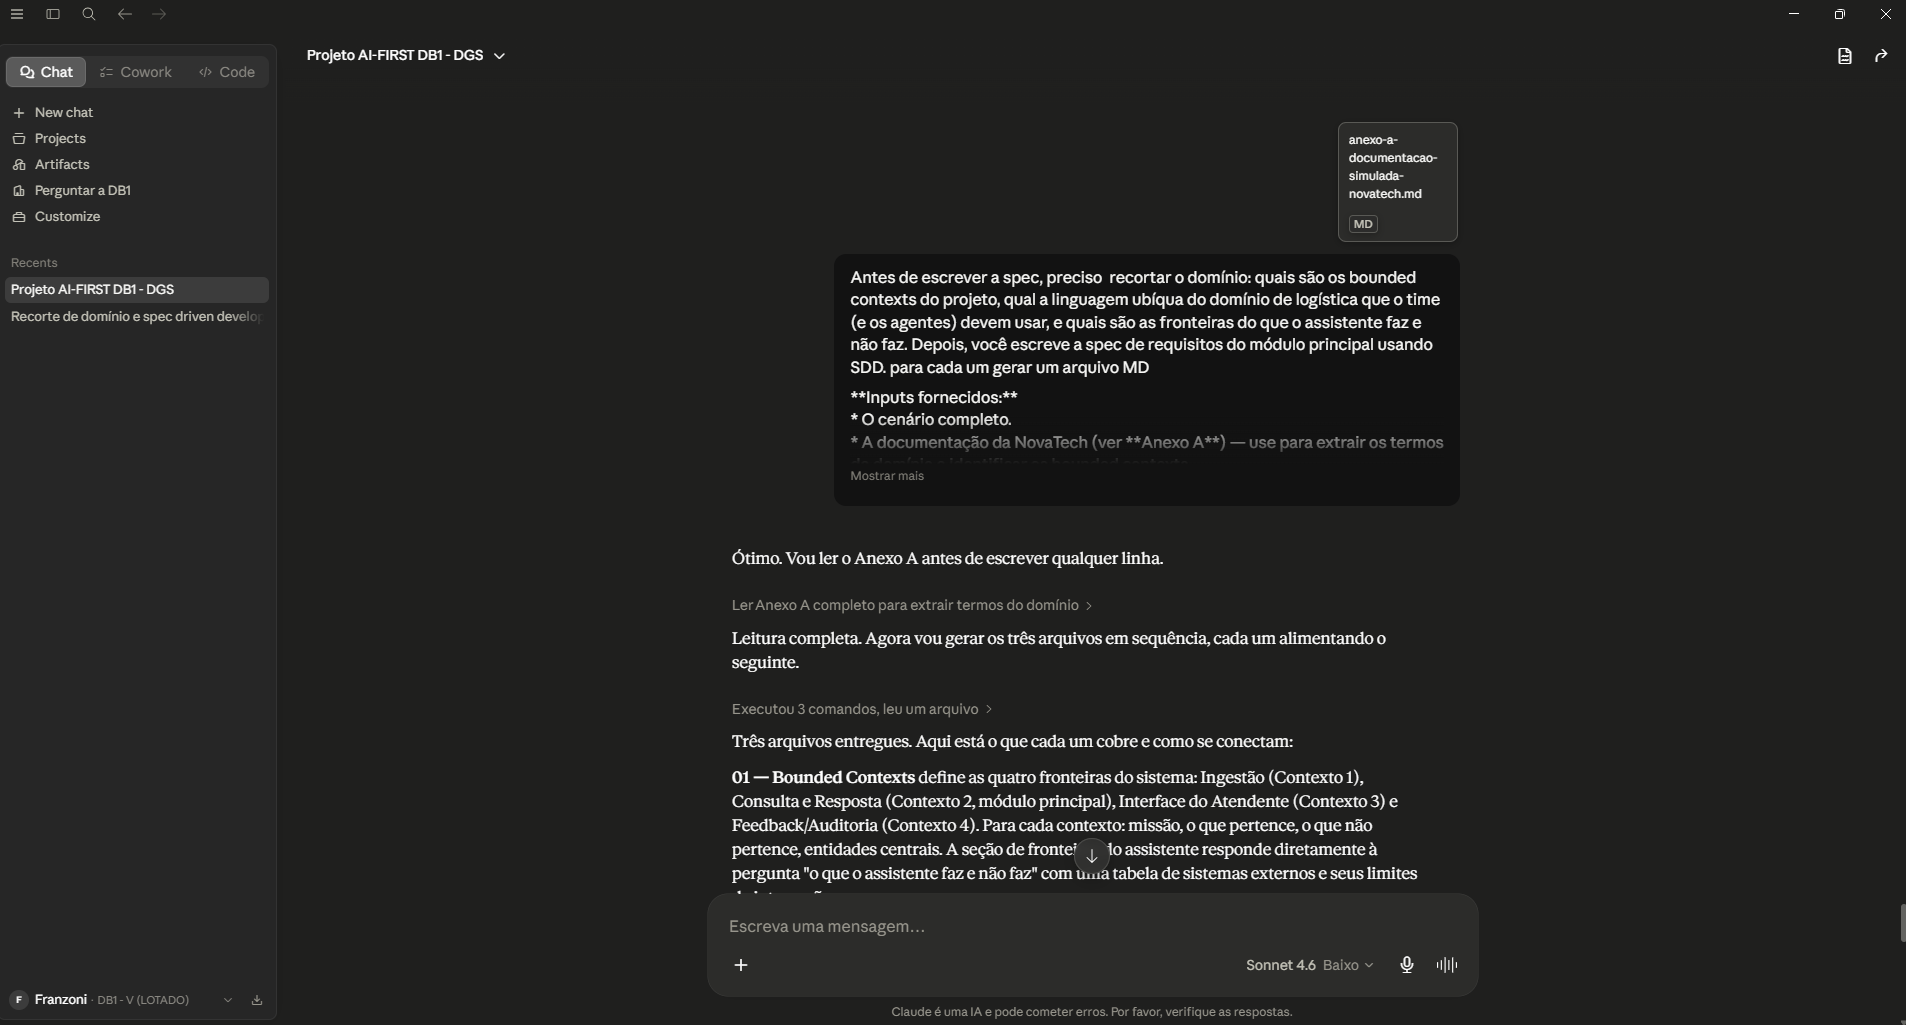 Projeto AI-FIRST DB1 - DGS
Chat
Cowork
Code
New chat
Projects
Artifacts
Perguntar a DB1
Customize
Recents
Projeto AI-FIRST DB1 - DGS
Recorte de domínio e spec driven develop
anexo-a-
documentacao-
simulada-
novatech.md
MD
Antes de escrever a spec, preciso  recortar o domínio: quais são os bounded
contexts do projeto, qual a linguagem ubíqua do domínio de logística que o time
(e os agentes) devem usar, e quais são as fronteiras do que o assistente faz e
não faz. Depois, você escreve a spec de requisitos do módulo principal usando
SDD. para cada um gerar um arquivo MD
**Inputs fornecidos:**
* O cenário completo.
* A documentação da NovaTech (ver **Anexo A**) — use para extrair os termos
Mostrar mais
Ótimo. Vou ler o Anexo A antes de escrever qualquer linha.
Ler Anexo A completo para extrair termos do domínio
Leitura completa. Agora vou gerar os três arquivos em sequência, cada um alimentando o
seguinte.
Executou 3 comandos, leu um arquivo
Três arquivos entregues. Aqui está o que cada um cobre e como se conectam:
01 — Bounded Contexts define as quatro fronteiras do sistema: Ingestão (Contexto 1),
Consulta e Resposta (Contexto 2, módulo principal), Interface do Atendente (Contexto 3) e
Feedback/Auditoria (Contexto 4). Para cada contexto: missão, o que pertence, o que não
pertence, entidades centrais. A seção de frontei lo assistente responde diretamente à
pergunta "o que o assistente faz e não faz" com uma tabela de sistemas externos e seus limites
Escreva uma mensagem...
Sonnet 4.6 Baixo
F Franzoni · DB1 - V (LOTADO)
Claude é uma IA e pode cometer erros. Por favor, verifique as respostas.